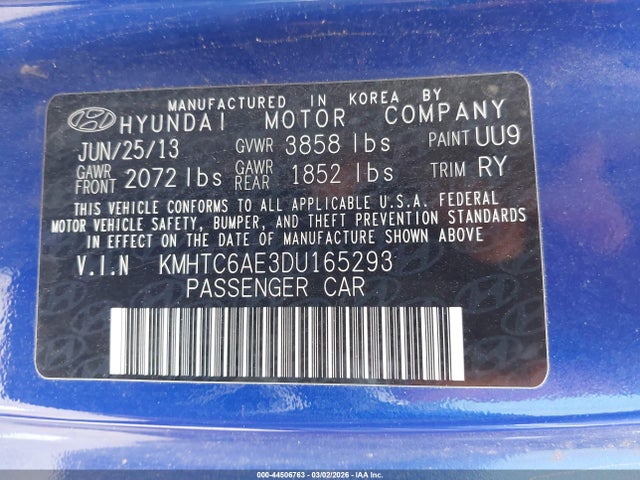 MANUFACTURED IN KOREA BY
HYUNDAI MOTOR COMPANY
JUN/25/13 GVWR 3858 lbs PAINT UU9
GAWR FRONT 2072 lbs GAWR REAR 1852 lbs TRIM RY
THIS VEHICLE CONFORMS TO ALL APPLICABLE U.S.A. FEDERAL
MOTOR VEHICLE SAFETY, BUMPER, AND THEFT PREVENTION STANDARDS
IN EFFECT ON THE DATE OF MANUFACTURE SHOWN ABOVE.
V.I.N KMHTC6AE3DU165293
PASSENGER CAR
000-44506763 - 03/02/2026 - IAAI.COM